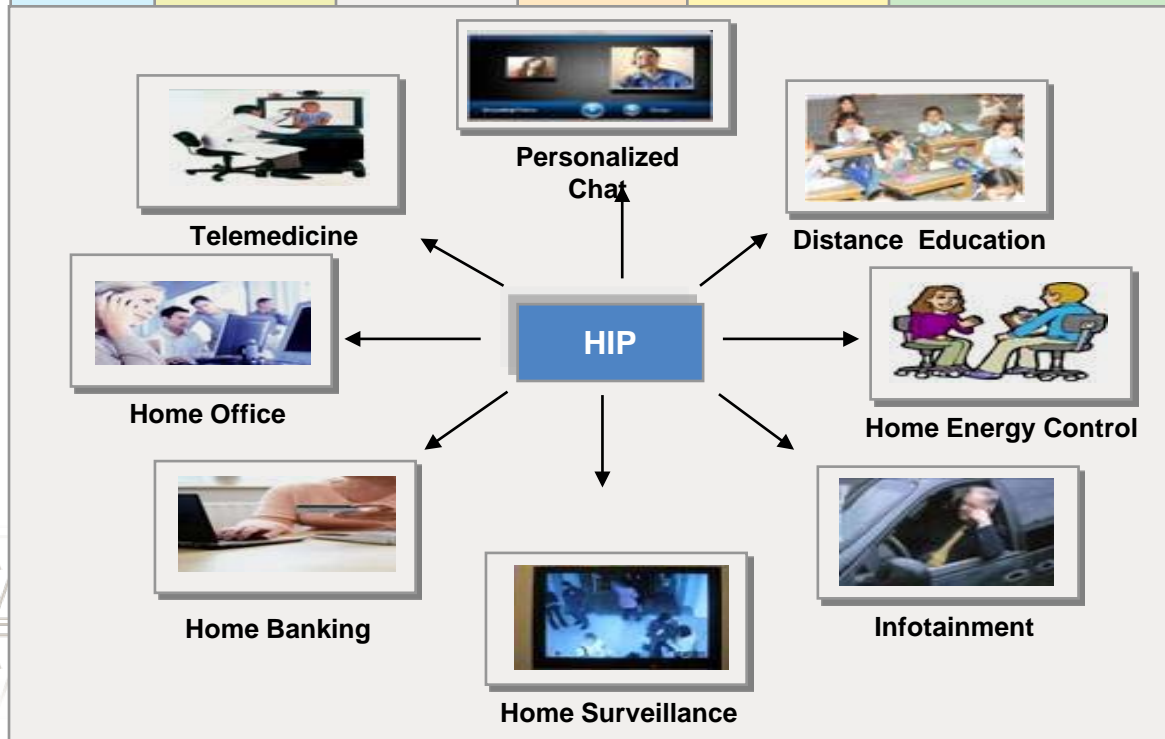 Personalized
Chat
Telemedicine
Distance Education
HIP
Home Office
Home Energy Control
Home Banking
Infotainment
Home Surveillance